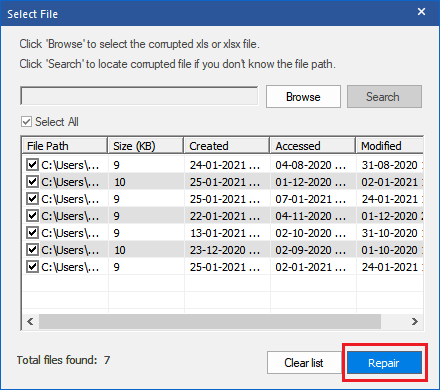 Select File
Click 'Browse' to select the corrupted xls or xlsx file.
Click 'Search' to locate corrupted file if you don't know the file path.
Browse Search
Select All
File Path Size (KB) Created Accessed Modified
C:\Users\... 9 24-01-2021 ... 04-08-2020 ... 31-08-2020
C:\Users\... 10 25-01-2021 ... 01-12-2020 ... 02-01-2021
C:\Users\... 9 25-01-2021 ... 07-01-2021 ... 24-01-2021
C:\Users\... 9 22-01-2021 ... 04-11-2020 ... 01-12-2020
C:\Users\... 9 13-01-2021 ... 02-10-2020 ... 31-10-2020
C:\Users\... 10 23-12-2020 ... 02-09-2020 ... 01-10-2020
C:\Users\... 9 25-01-2021 ... 02-01-2021 ... 24-01-2021
Total files found: 7
Clear list Repair